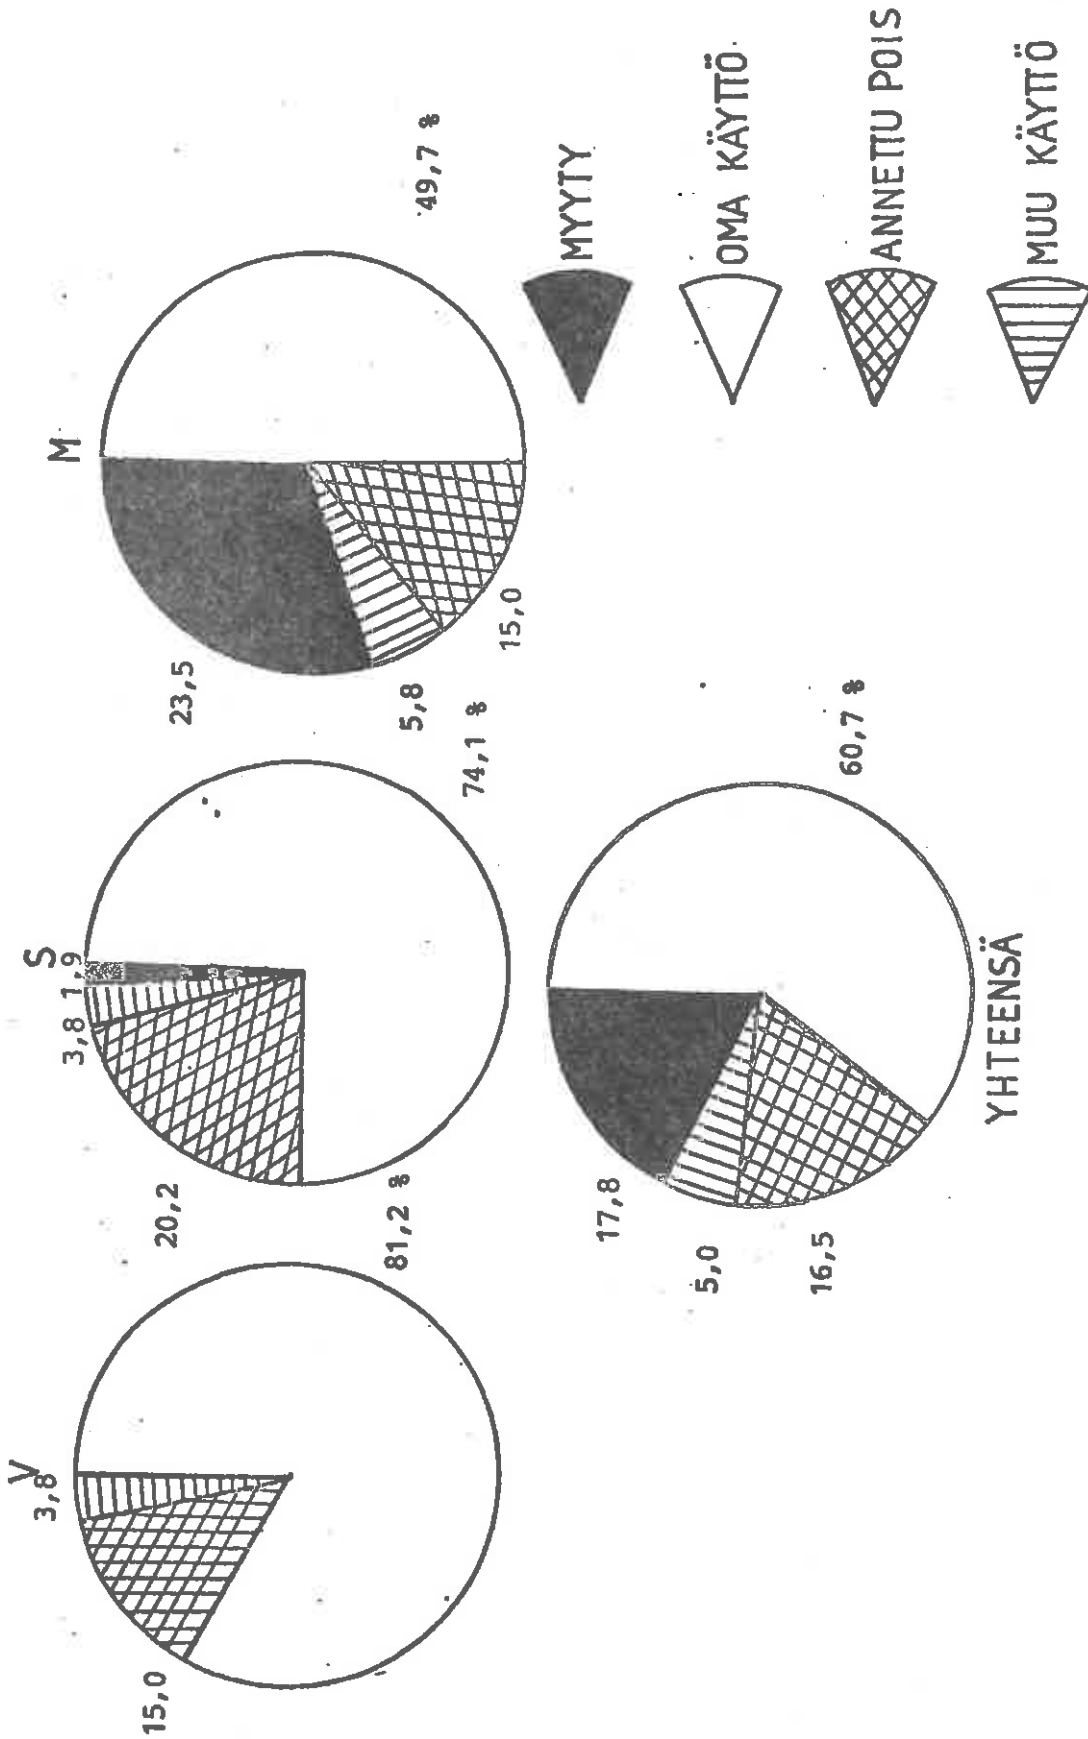 V
3,8
15,0
81,2 %
S
3,8 1,9
20,2
74,1 %
M
23,5
5,8
15,0
49,7 %
17,8
5,0
16,5
60,7 %
YHTEENSÄ
MYYTY
OMA KÄYTTÖ
ANNETTU POIS
MUU KÄYTTÖ